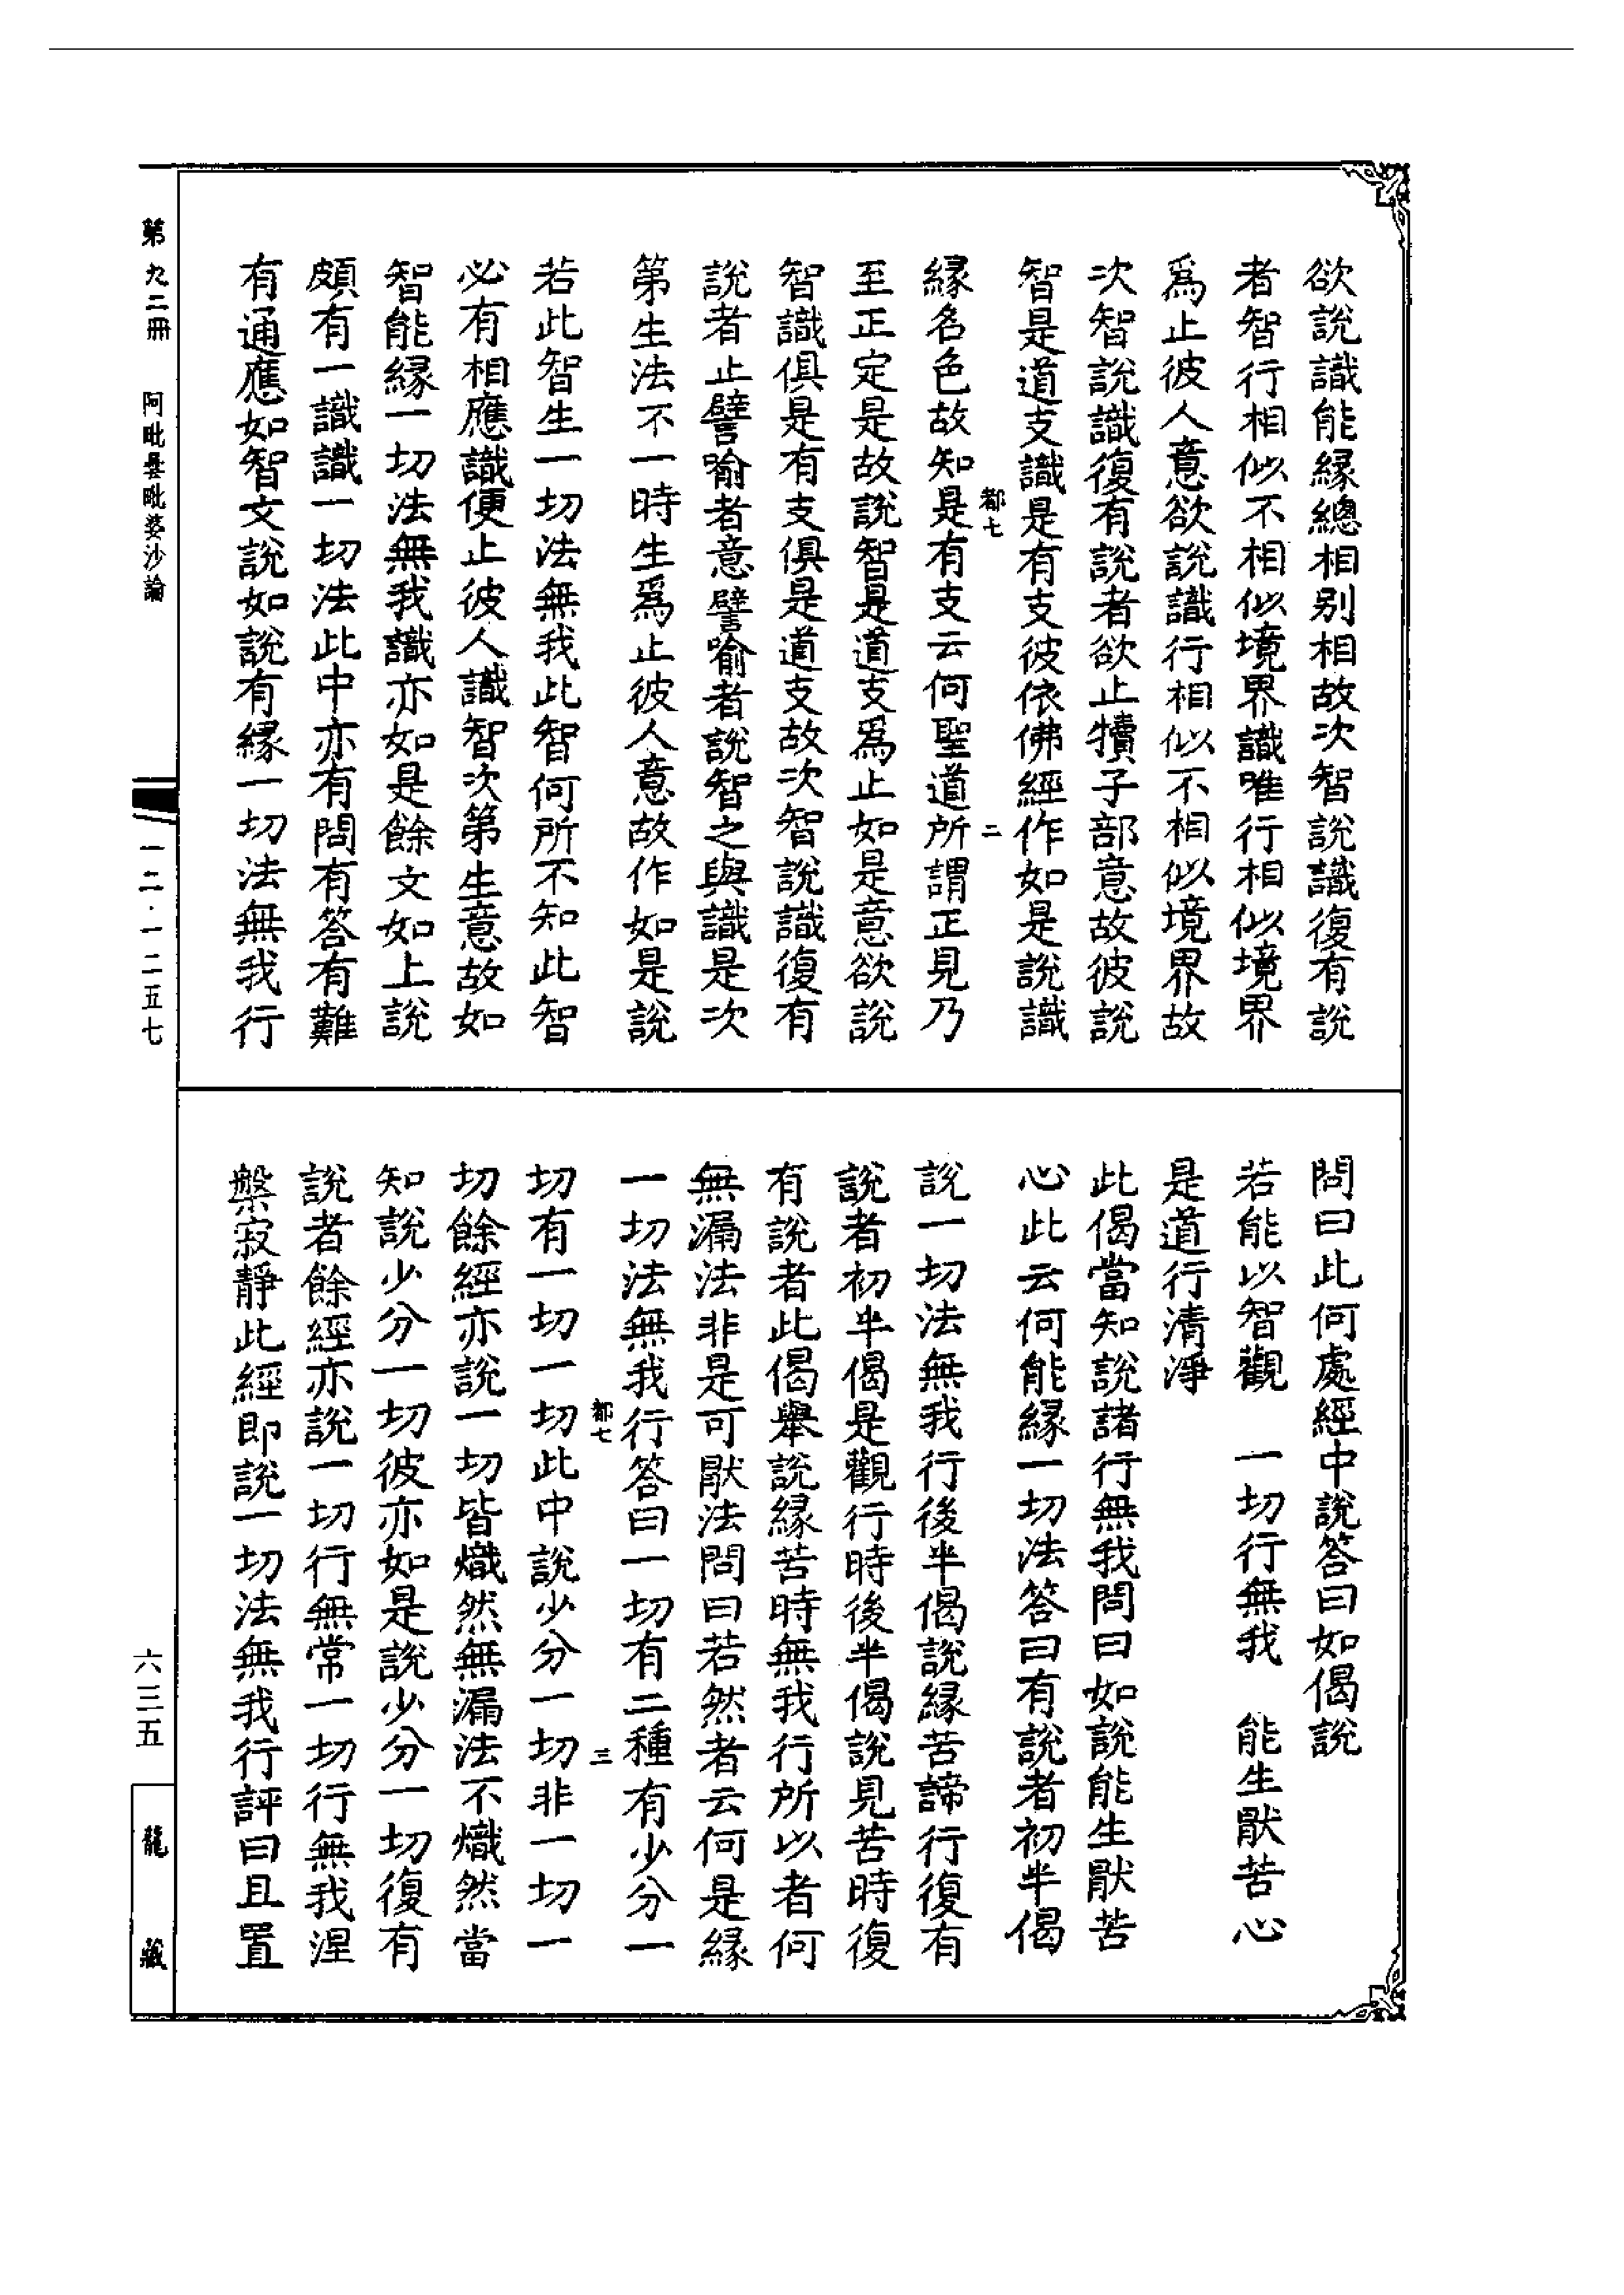 欲說識能緣總相別相故次智說識復有說
者智行相似不相似境界識唯行相似境界
爲止彼人意欲說識行相似不相似境界故
次智說識復有說者欲止犢子部意故彼說
智是道支識是有支彼依佛經作如是說識
都七 二
緣名色故知是有支云何聖道所謂正見乃
至正定是故說智是道支爲止如是意欲說
智識俱是有支俱是道支故次智說識復有
說者止譬喻者意譬喻者說智之與識是次
第生法不一時生爲止彼人意故作如是說
若此智生一切法無我此智何所不知此智
必有相應識便止彼人識智次第生意故如
智能緣一切法無我識亦如是餘文如上說
頗有一識識一切法此中亦有問有答有難
有通應如智文說如說有緣一切法無我行
問曰此何處經中說答曰如偈說
若能以智觀　一切行無我　能生厭苦心
是道行清淨
此偈當知說諸行無我問曰如說能生厭苦
心此云何能緣一切法答曰有說者初半偈
說一切法無我行後半偈說緣苦諦行復有
說者初半偈是觀行時後半偈說見苦時復
有說者此偈舉說緣苦時無我行所以者何
無漏法非是可厭法問曰若然者云何是緣
一切法無我行答曰一切有二種有少分一
都七 三
切有一切一切此中說少分一切非一切一
切餘經亦說一切皆熾然無漏法不熾然當
知說少分一切彼亦如是說少分一切復有
說者餘經亦說一切行無常一切行無我涅
槃寂靜此經即說一切法無我行評曰且置
第九二冊　阿毗曇毗婆沙論
一二·一二五七
六三五
龍藏